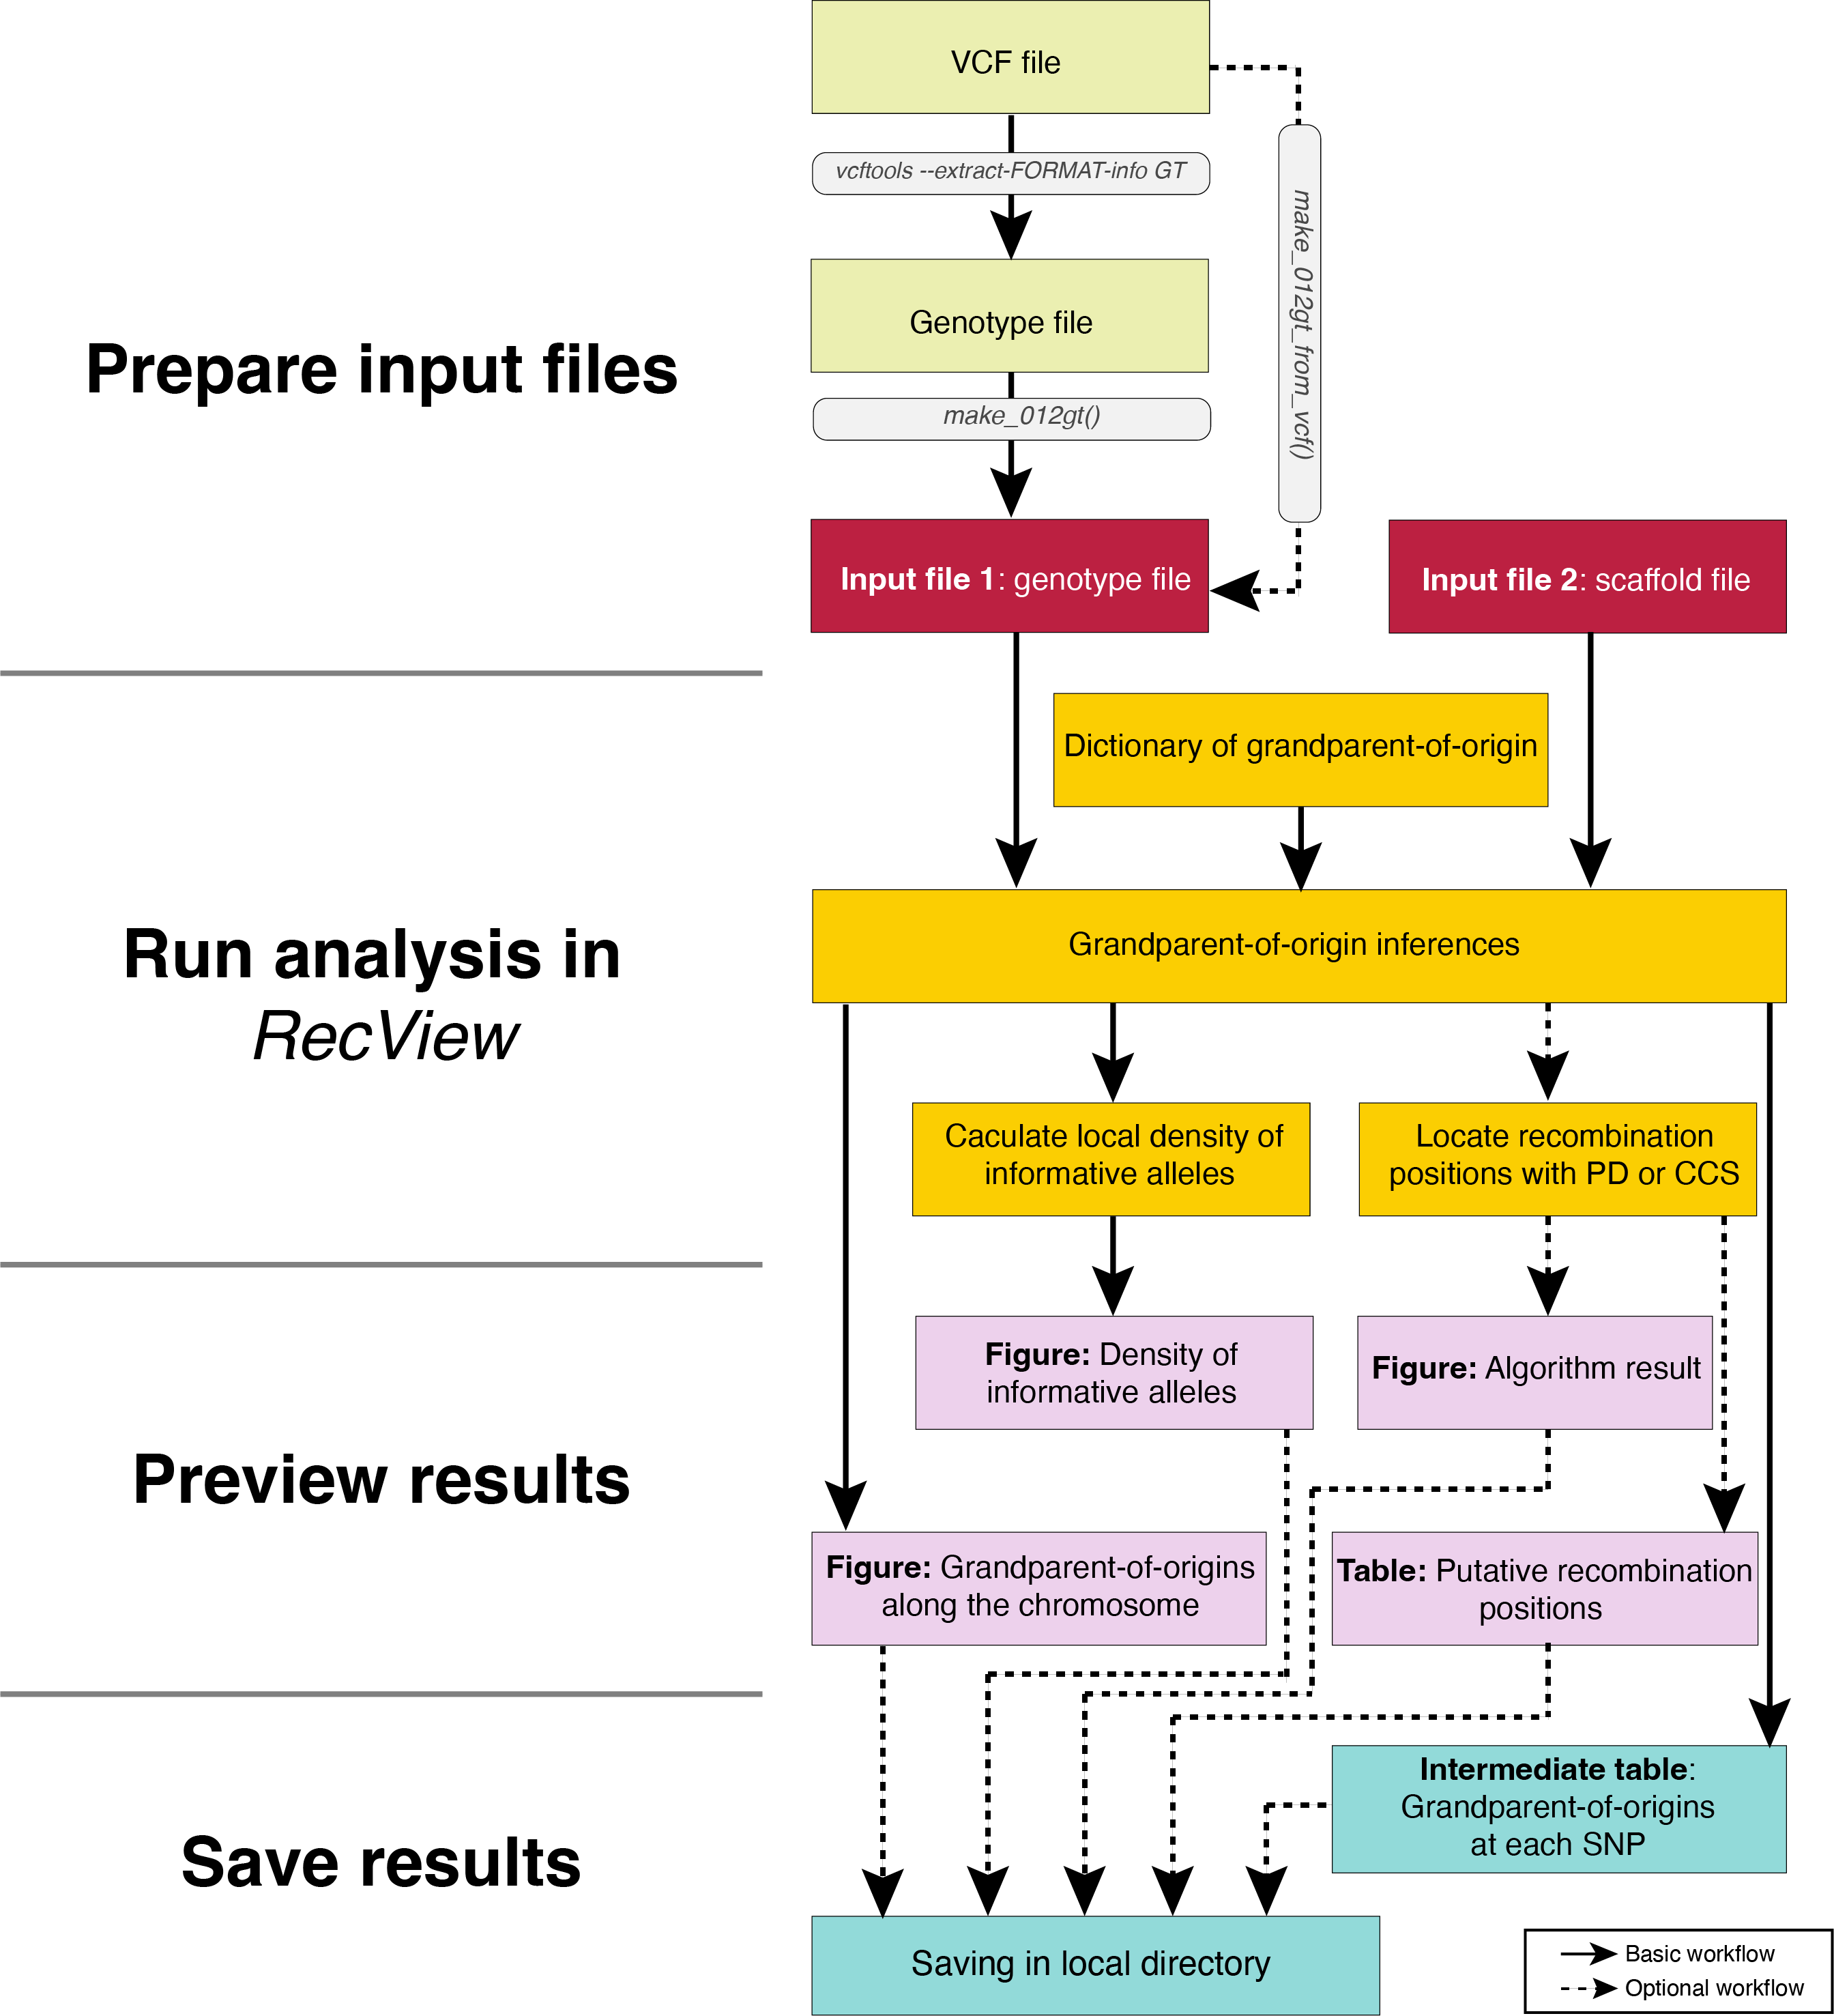 VCF file
vcftools --extract-FORMAT-info GT
make_012gt_from_vcf()
Genotype file
Prepare input files
make_012gt()
Input file 1: genotype file
Input file 2: scaffold file
Dictionary of grandparent-of-origin
Run analysis in
RecView
Grandparent-of-origin inferences
Caculate local density of
informative alleles
Locate recombination
positions with PD or CCS
Figure: Density of
informative alleles
Figure: Algorithm result
Preview results
Figure: Grandparent-of-origins
along the chromosome
Table: Putative recombination
positions
Save results
Intermediate table:
Grandparent-of-origins
at each SNP
Saving in local directory
Basic workflow
Optional workflow